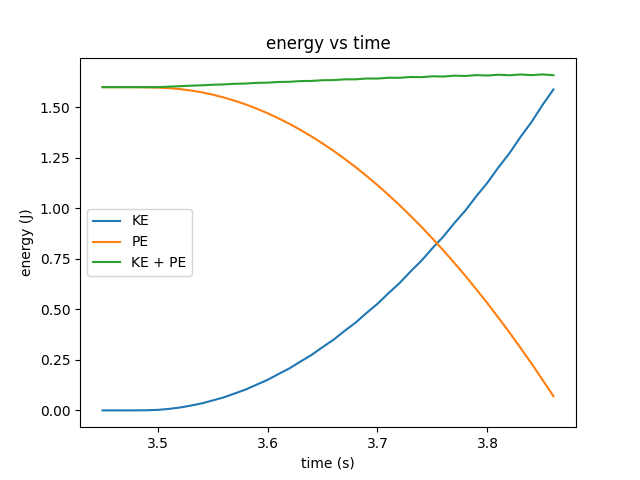 energy vs time
1.50
1.25
1.00
0.75
0.50
0.25
0.00
energy (J)
KE
PE
KE + PE
3.5 3.6 3.7 3.8
time (s)